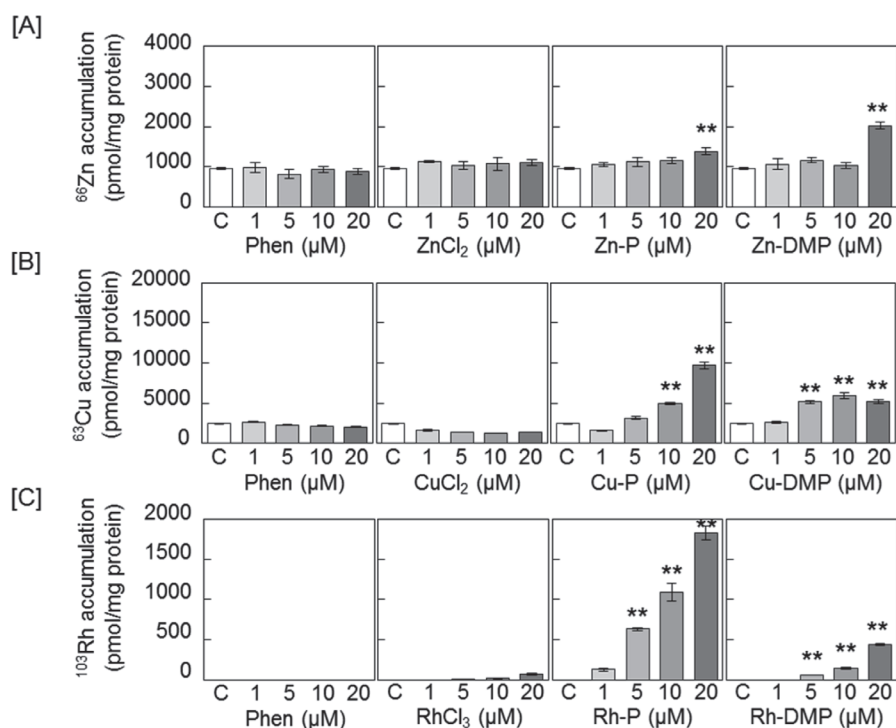 [A]
⁶⁶Zn accumulation
(pmol/mg protein)
4000
3000
2000
1000
0
** **
C 1 5 10 20 C 1 5 10 20 C 1 5 10 20 C 1 5 10 20
Phen (µM) ZnCl₂ (µM) Zn-P (µM) Zn-DMP (µM)
[B]
⁶³Cu accumulation
(pmol/mg protein)
20000
15000
10000
5000
0
** ** ** ** **
C 1 5 10 20 C 1 5 10 20 C 1 5 10 20 C 1 5 10 20
Phen (µM) CuCl₂ (µM) Cu-P (µM) Cu-DMP (µM)
[C]
¹⁰³Rh accumulation
(pmol/mg protein)
2000
1500
1000
500
0
** ** ** ** ** **
C 1 5 10 20 C 1 5 10 20 C 1 5 10 20 C 1 5 10 20
Phen (µM) RhCl₃ (µM) Rh-P (µM) Rh-DMP (µM)